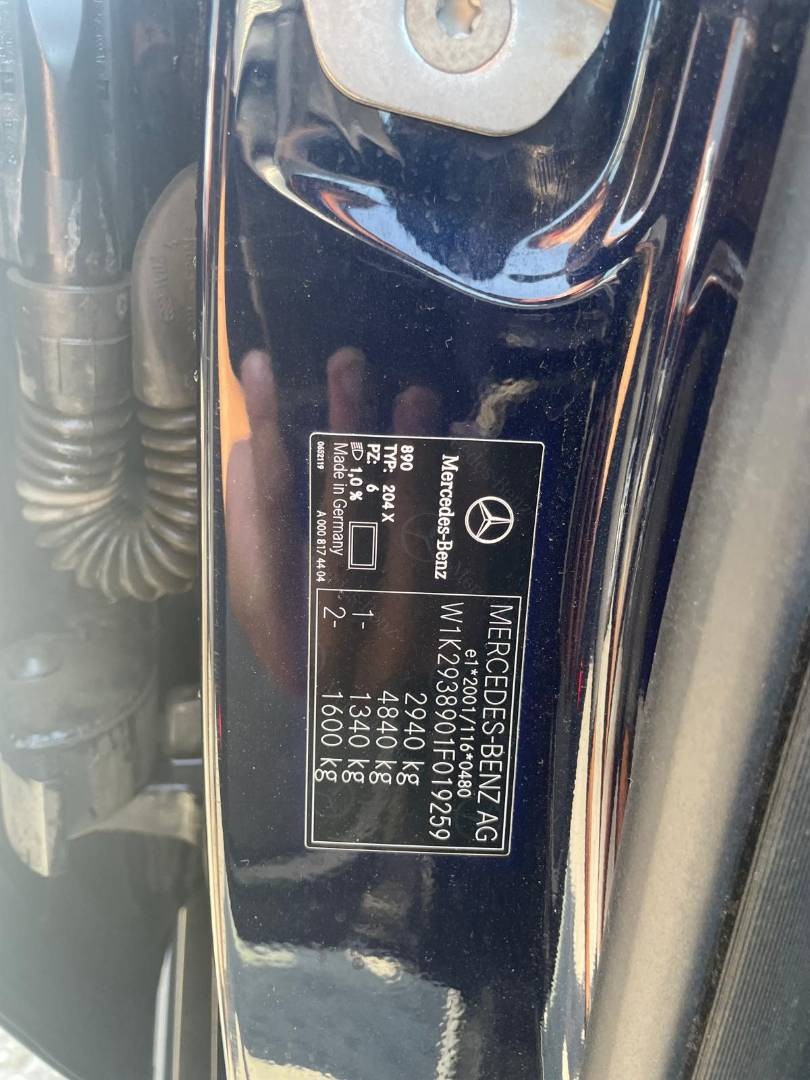 MERCEDES-BENZ AG
e1*2001/116*0480
W1K2938901F019259
2940 kg
4840 kg
1- 1340 kg
2- 1600 kg
Mercedes-Benz
890
TYP: 204 X
PZ: 6
1,0 %
Made in Germany
0652119 A 000 817 44 04